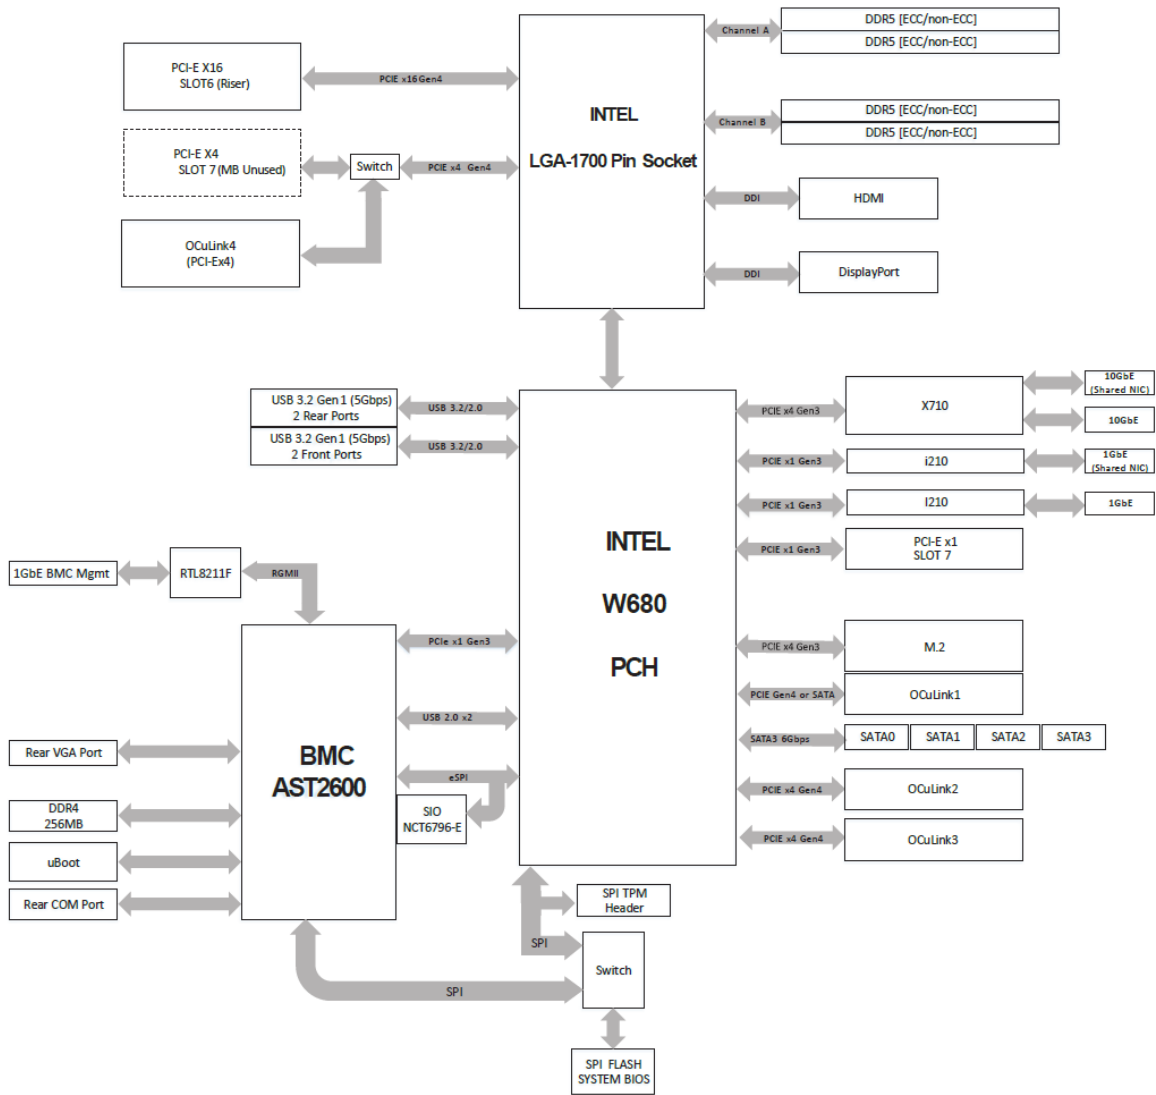 DDR5 [ECC/non-ECC]
Channel A
DDR5 [ECC/non-ECC]
PCI-E X16
SLOT6 (Riser)
PCIE x16 Gen4
INTEL
LGA-1700 Pin Socket
DDR5 [ECC/non-ECC]
Channel B
DDR5 [ECC/non-ECC]
PCI-E X4
SLOT 7 (MB Unused)
Switch
PCIE x4 Gen4
DDI
HDMI
OCuLink4
(PCI-Ex4)
DDI
DisplayPort
USB 3.2 Gen1 (5Gbps)
2 Rear Ports
USB 3.2/2.0
USB 3.2 Gen1 (5Gbps)
2 Front Ports
USB 3.2/2.0
INTEL
W680
PCH
PCIE x4 Gen3
X710
10GbE
(Shared NIC)
10GbE
PCIE x1 Gen3
i210
1GbE
(Shared NIC)
PCIE x1 Gen3
I210
1GbE
PCIE x1 Gen3
PCI-E x1
SLOT 7
1GbE BMC Mgmt
RTL8211F
RGMII
PCIe x1 Gen3
PCIE x4 Gen3
M.2
PCIE Gen4 or SATA
OCuLink1
USB 2.0 x2
SATA3 6Gbps
SATA0
SATA1
SATA2
SATA3
BMC
AST2600
Rear VGA Port
eSPI
PCIE x4 Gen4
OCuLink2
DDR4
256MB
SIO
NCT6796-E
PCIE x4 Gen4
OCuLink3
uBoot
Rear COM Port
SPI TPM
Header
SPI
Switch
SPI
SPI FLASH
SYSTEM BIOS